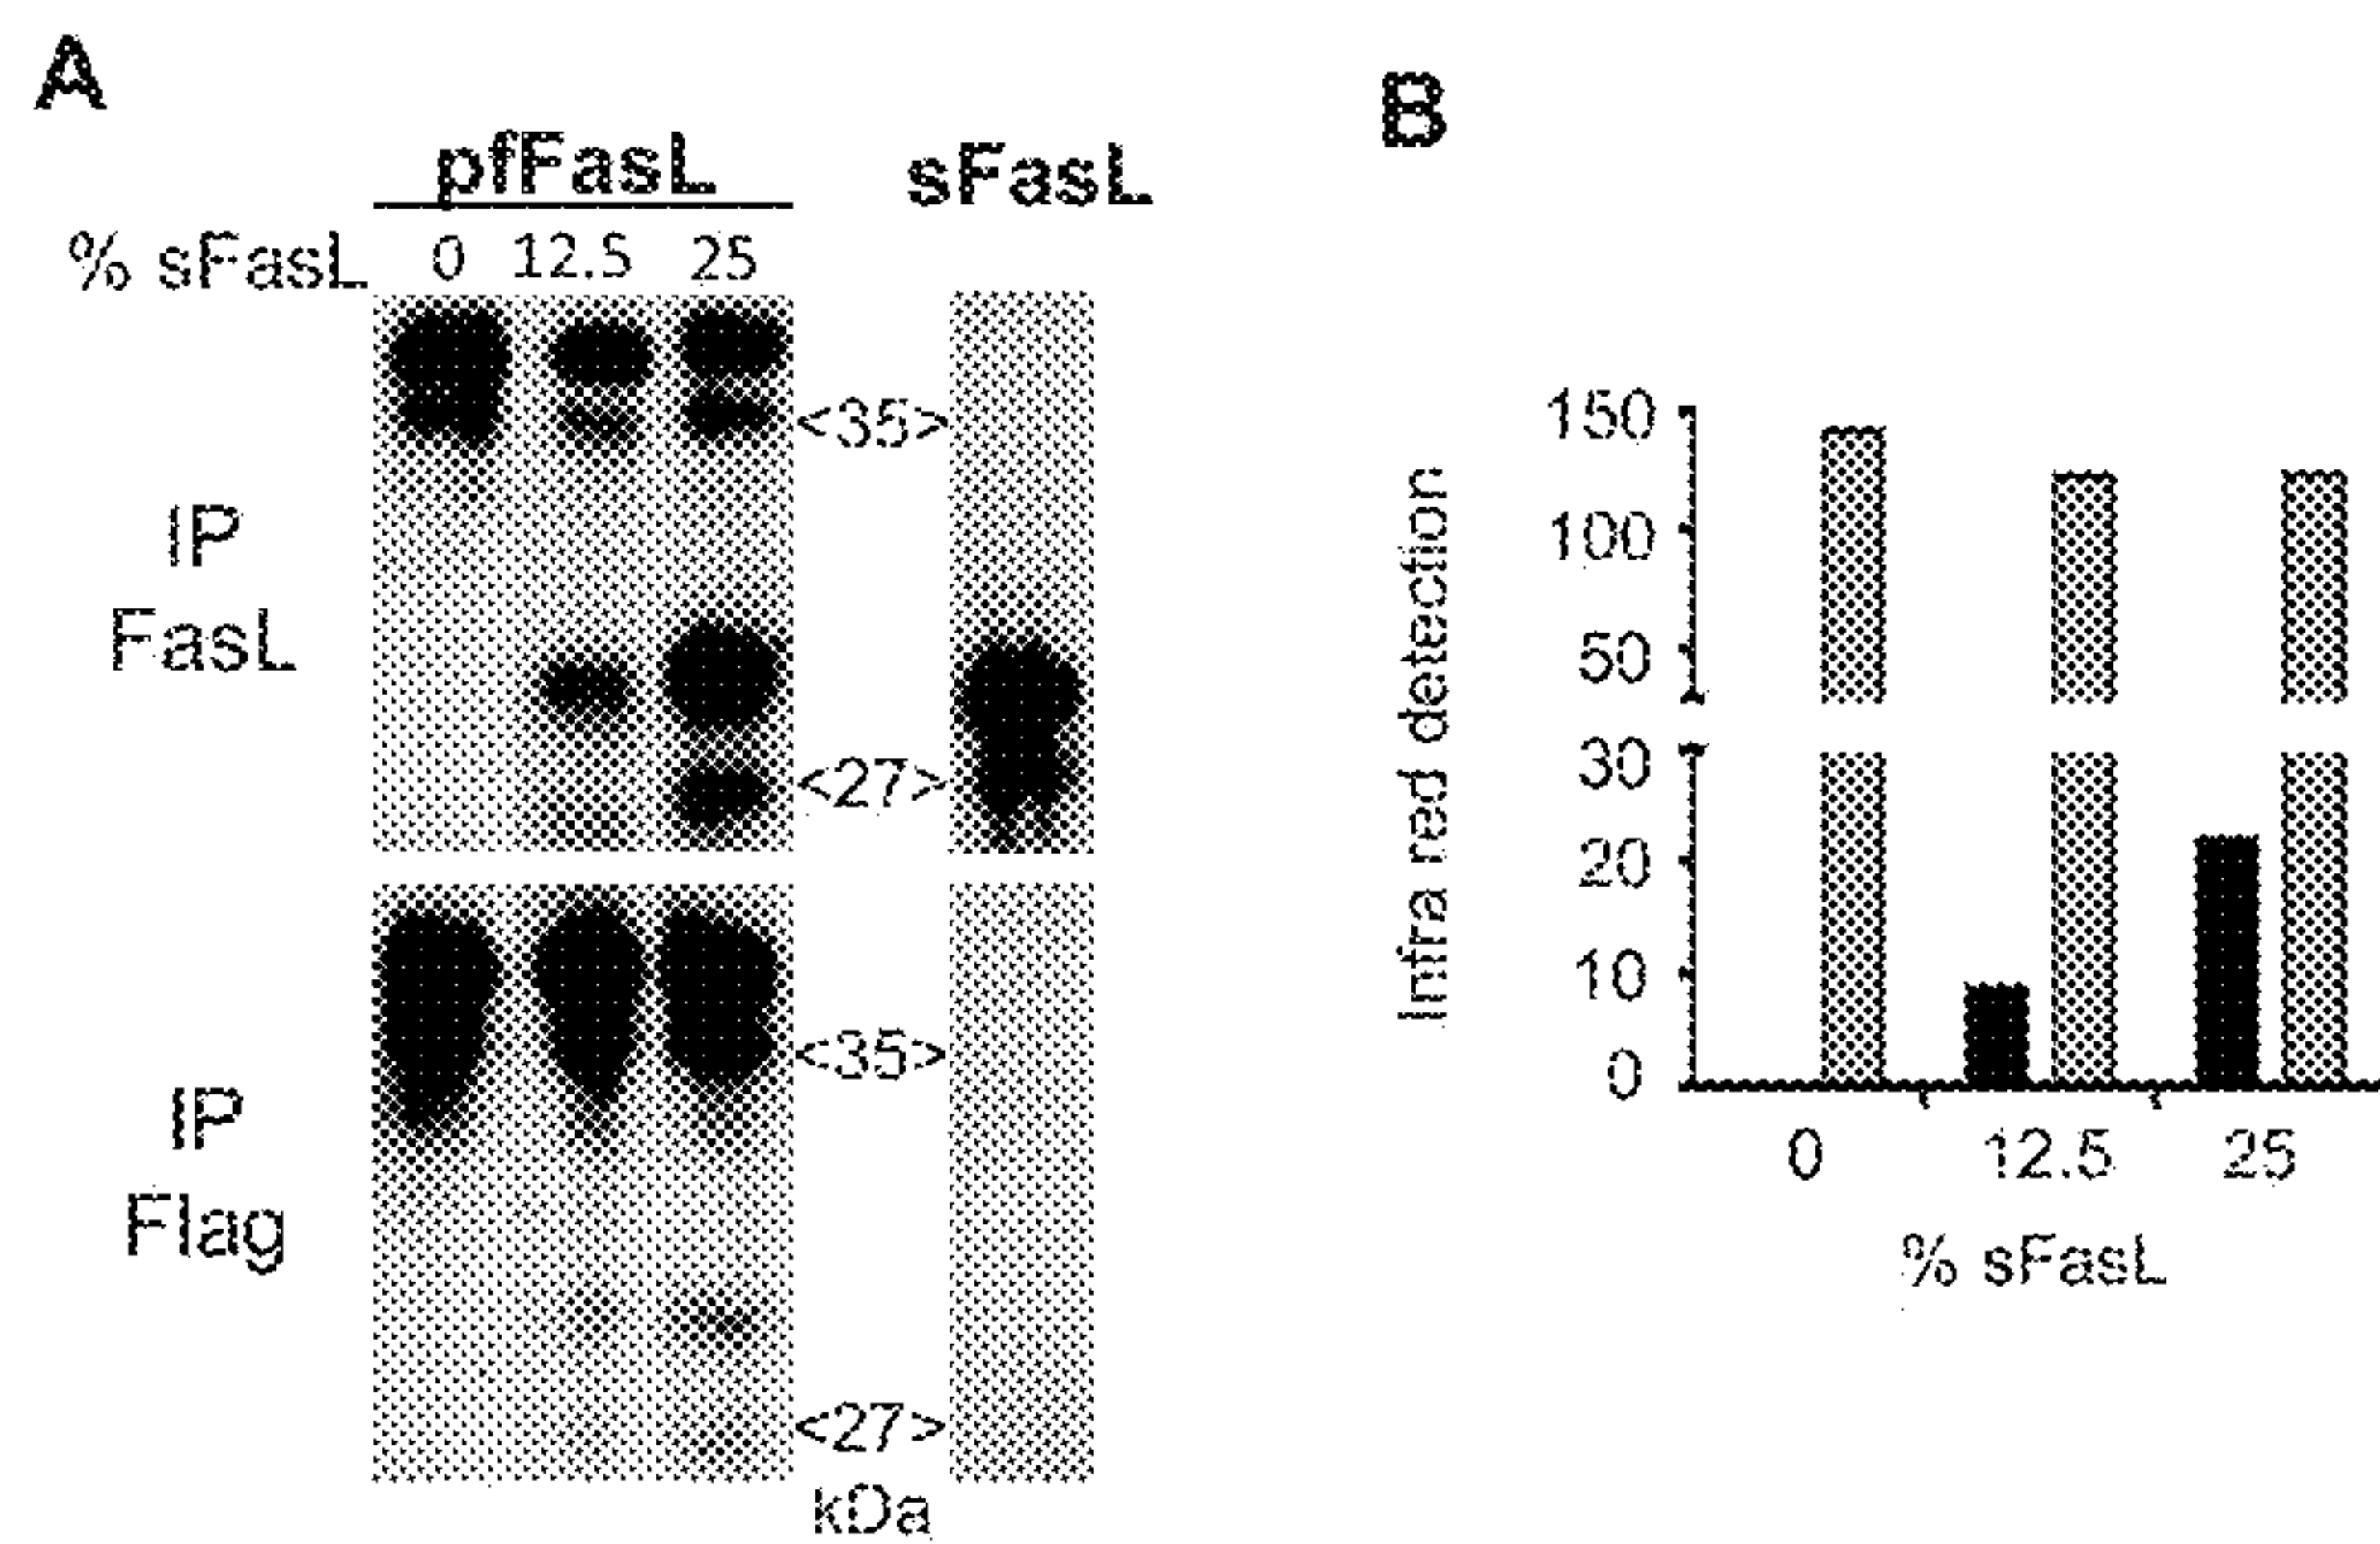 A
B
pfFasL
sFasL
% sFasL 0 12.5 25
<35>
IP
FasL
<27>
<35>
IP
Flag
<27>
kDa
Infra red detection
150
100
50
30
20
10
0
0 12.5 25
% sFasL